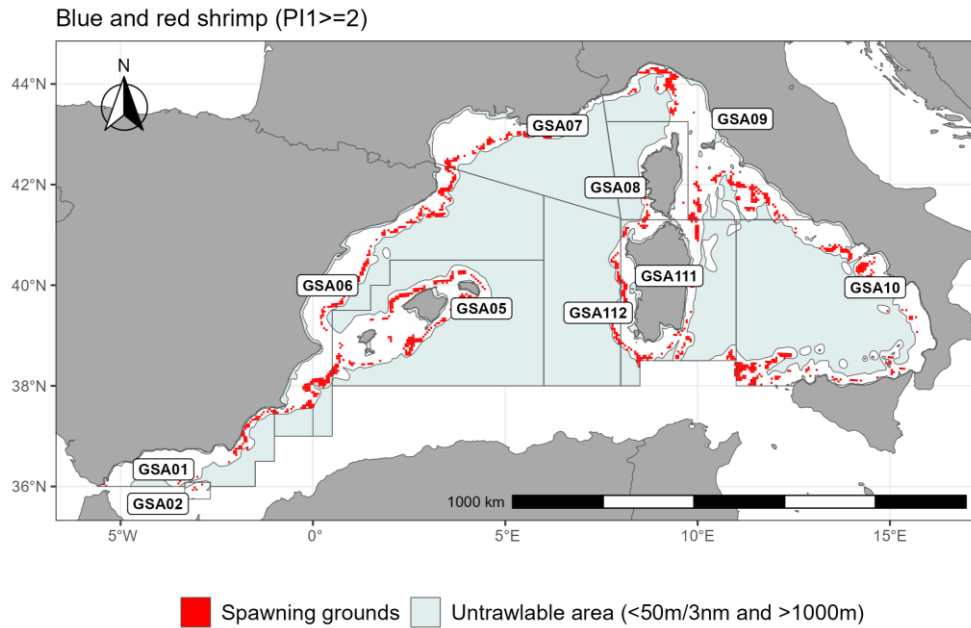 Blue and red shrimp (PI1>=2)
N
44°N
42°N
40°N
38°N
36°N
GSA07
GSA09
GSA08
GSA06
GSA111
GSA05
GSA112
GSA10
GSA01
GSA02
1000 km
5°W
0°
5°E
10°E
15°E
Spawning grounds
Untrawlable area (<50m/3nm and >1000m)